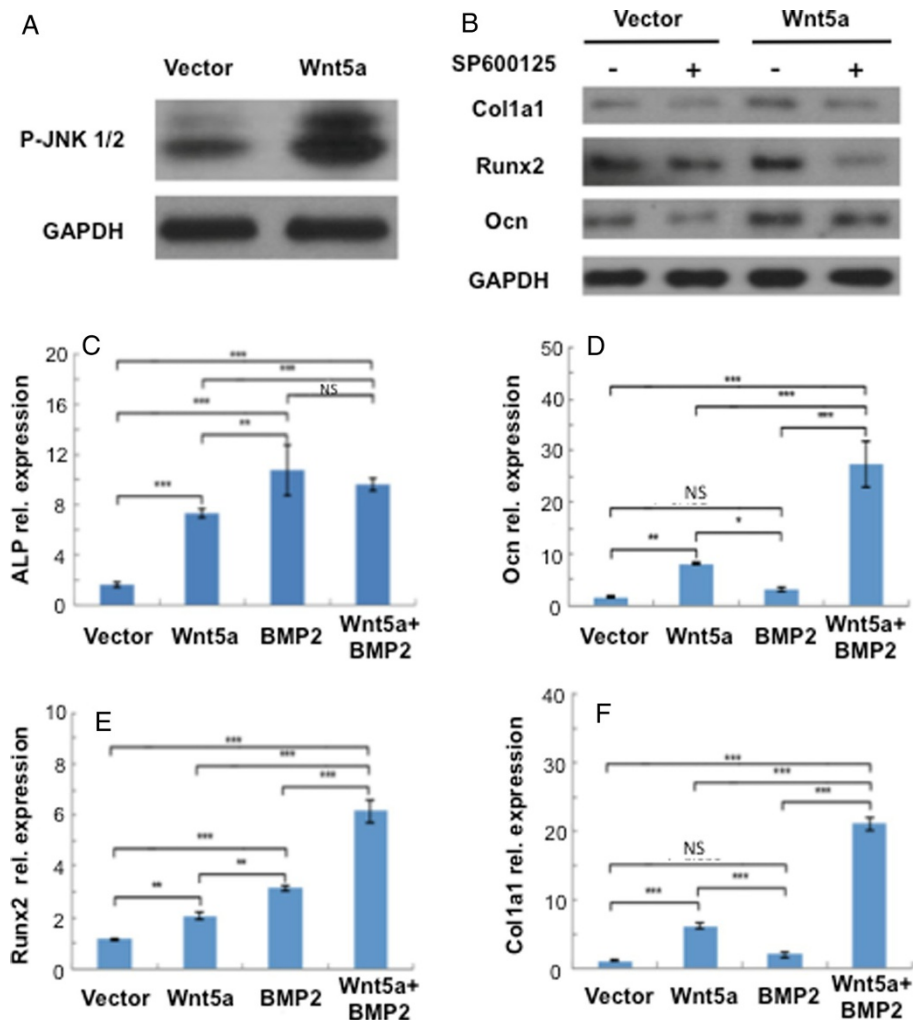 A
Vector Wnt5a
P-JNK 1/2
GAPDH
B
Vector Wnt5a
SP600125 - + - +
Col1a1
Runx2
Ocn
GAPDH
C
ALP rel. expression
20
16
12
8
4
0
***
***
NS
***
**
***
Vector Wnt5a BMP2 Wnt5a+
BMP2
D
Ocn rel. expression
50
40
30
20
10
0
***
***
***
NS
**
*
Vector Wnt5a BMP2 Wnt5a+
BMP2
E
Runx2 rel. expression
10
8
6
4
2
0
***
***
***
***
**
**
Vector Wnt5a BMP2 Wnt5a+
BMP2
F
Col1a1 rel. expression
40
30
20
10
0
***
***
***
NS
***
***
Vector Wnt5a BMP2 Wnt5a+
BMP2